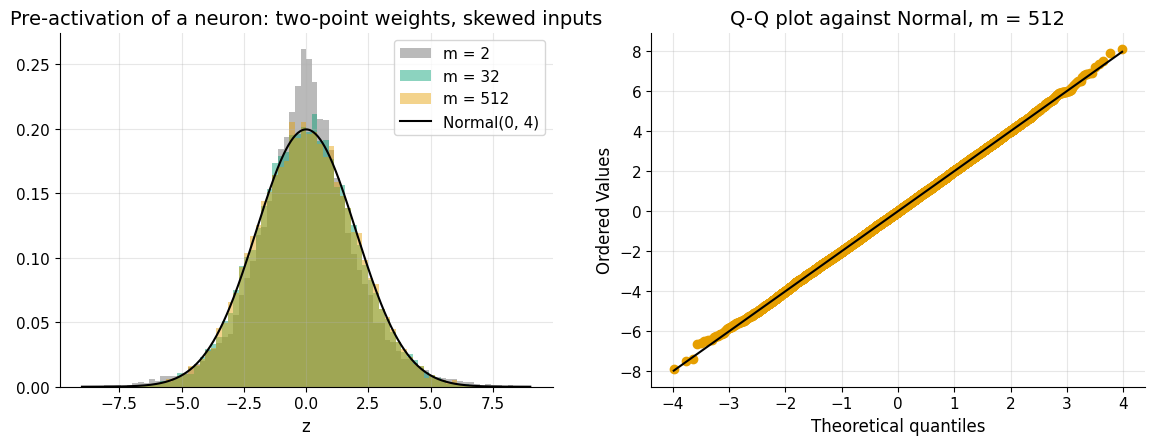 Pre-activation of a neuron: two-point weights, skewed inputs
m = 2
m = 32
m = 512
Normal(0, 4)
0.25
0.20
0.15
0.10
0.05
0.00
−7.5 −5.0 −2.5 0.0 2.5 5.0 7.5
z
Q-Q plot against Normal, m = 512
Ordered Values
8
6
4
2
0
−2
−4
−6
−8
−4 −3 −2 −1 0 1 2 3 4
Theoretical quantiles